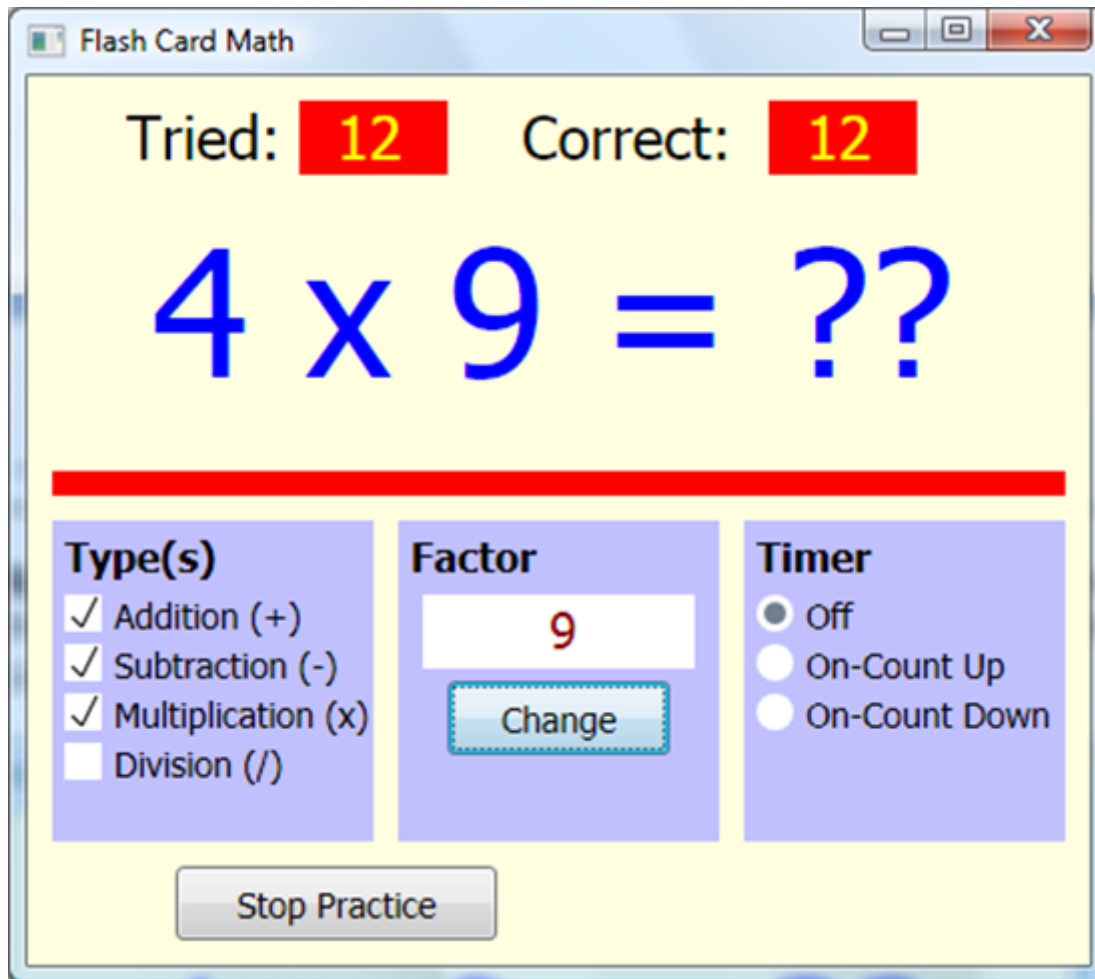 Flash Card Math
Tried: 12 Correct: 12
4 x 9 = ??
Type(s)
Addition (+)
Subtraction (-)
Multiplication (x)
Division (/)
Factor
9
Change
Timer
Off
On-Count Up
On-Count Down
Stop Practice